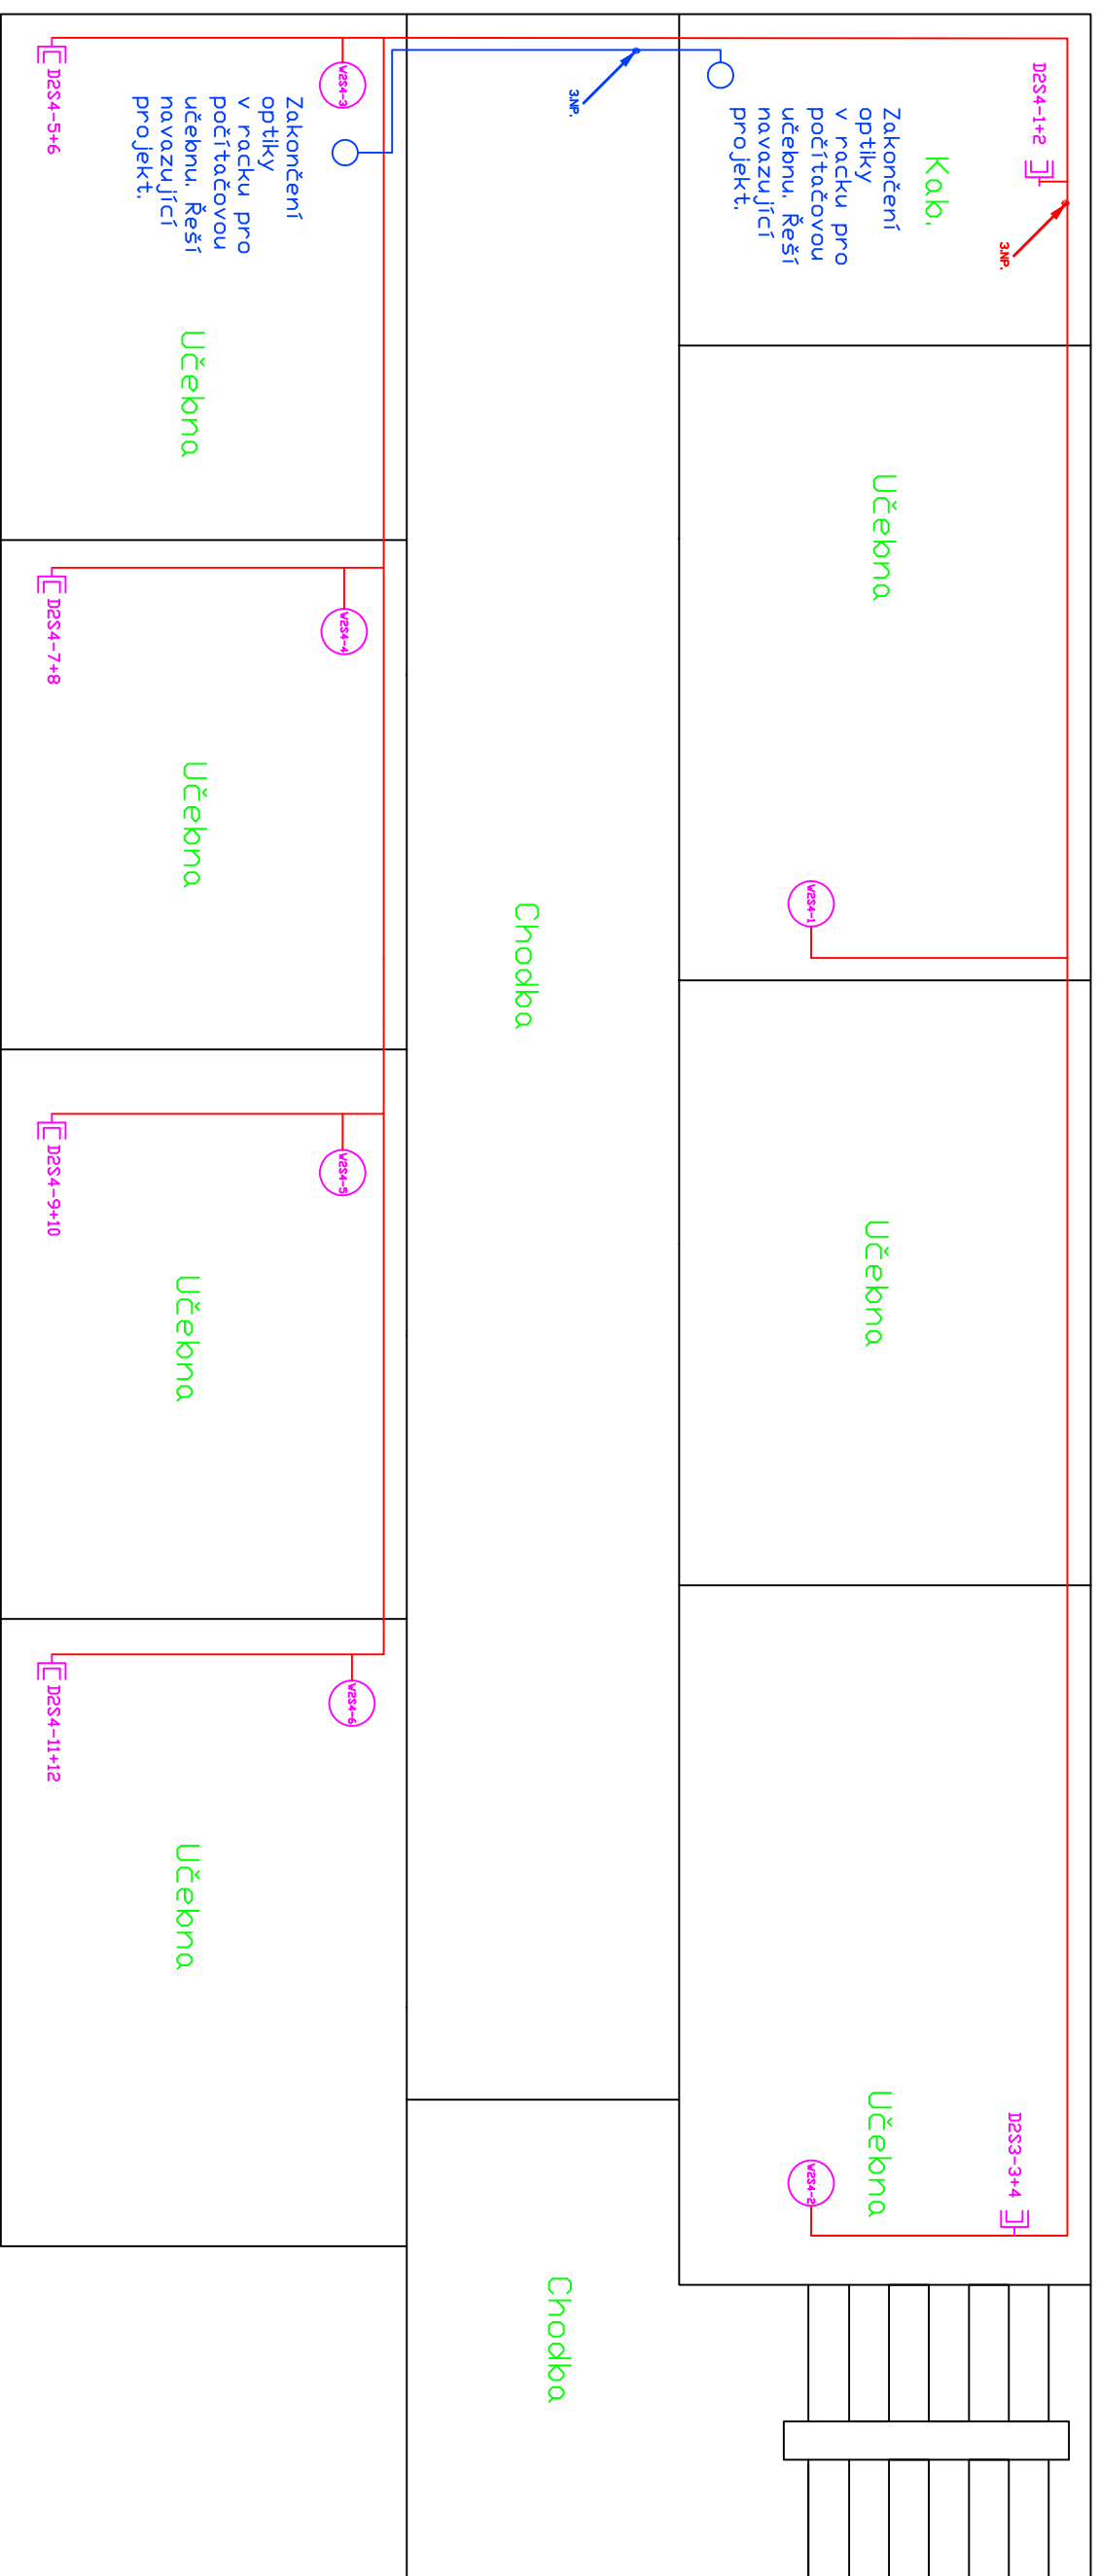 D2S4-1+2
3.NP.
Kab.
Zakončení
optiky
v racku pro
počítačovou
učebnu. Řeší
navazující
projekt.
Učebna
W2S4-1
Učebna
Učebna
D2S3-3+4
W2S4-2
3.NP.
Chodba
Chodba
W2S4-3
Zakončení
optiky
v racku pro
počítačovou
učebnu. Řeší
navazující
projekt.
D2S4-5+6
Učebna
W2S4-4
D2S4-7+8
Učebna
W2S4-5
D2S4-9+10
Učebna
W2S4-6
D2S4-11+12
Učebna